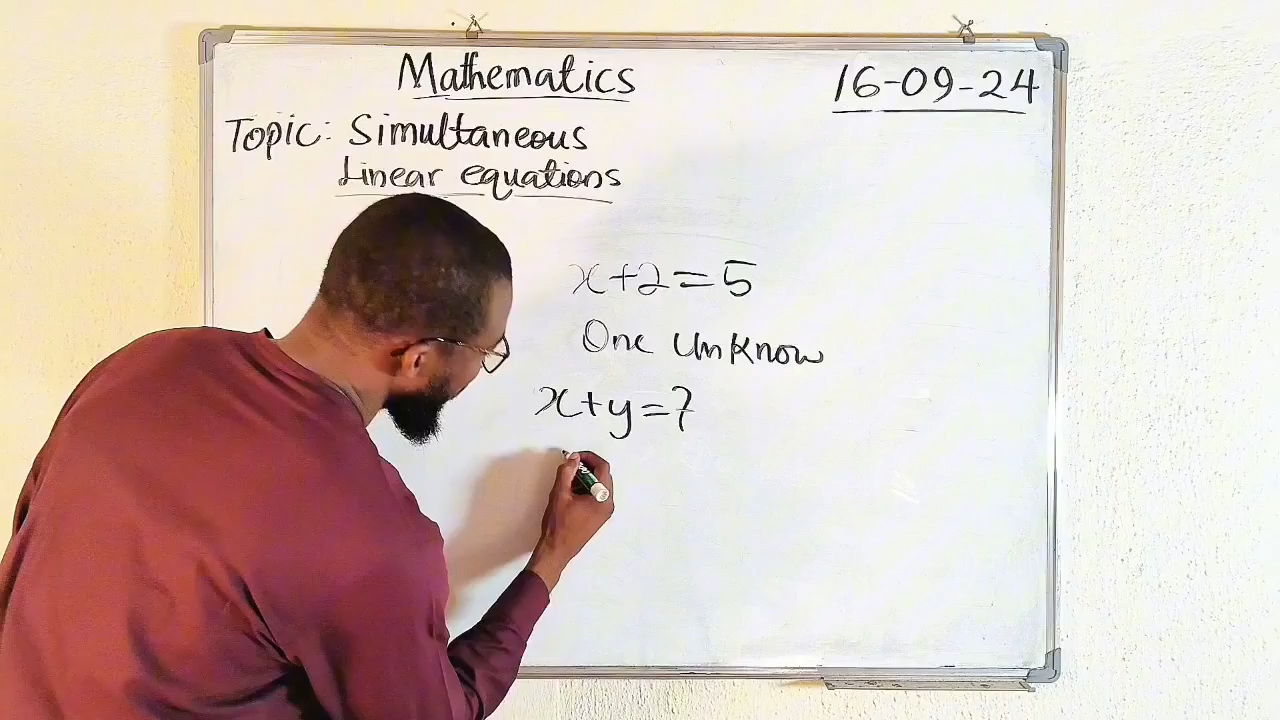 Mathematics
16-09-24
Topic: Simultaneous
Linear equations
x+2=5
One UnKnow
x+y=7